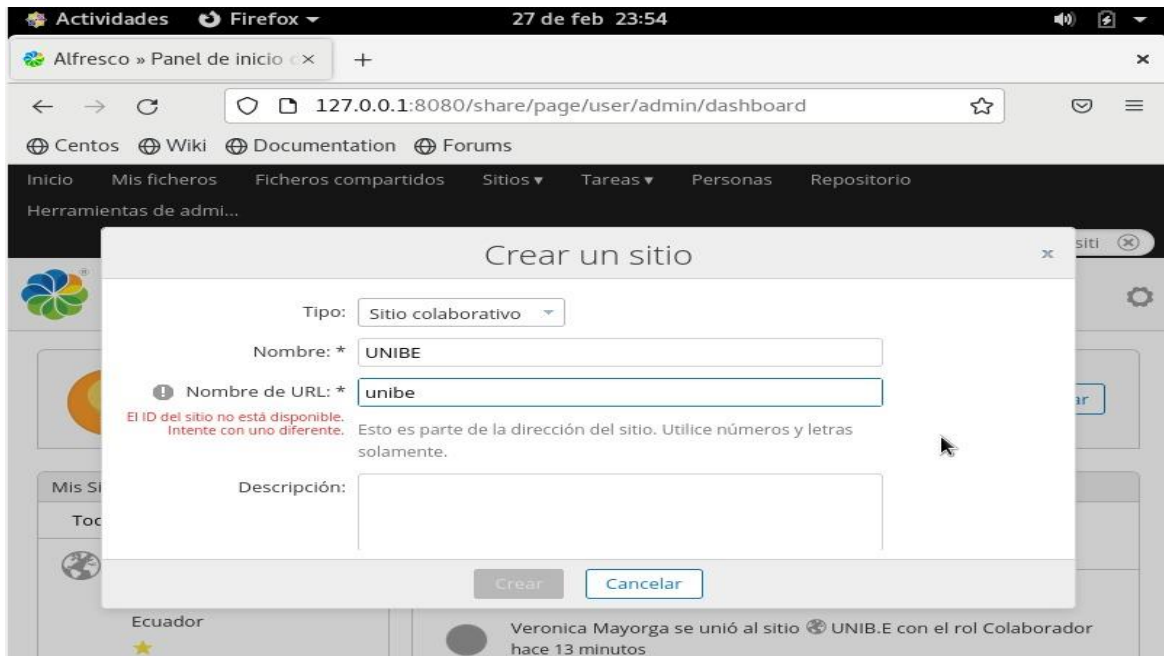 Actividades Firefox 27 de feb 23:54
Alfresco » Panel de inicio
127.0.0.1:8080/share/page/user/admin/dashboard
Centos Wiki Documentation Forums
Inicio Mis ficheros Ficheros compartidos Sitios Tareas Personas Repositorio
Herramientas de admi...
Crear un sitio
Tipo: Sitio colaborativo
Nombre: * UNIBE
Nombre de URL: * unibe
El ID del sitio no está disponible.
Intente con uno diferente.
Esto es parte de la dirección del sitio. Utilice números y letras
solamente.
Descripción:
Mis
Crear Cancelar
Ecuador
Veronica Mayorga se unió al sitio UNIB.E con el rol Colaborador
hace 13 minutos